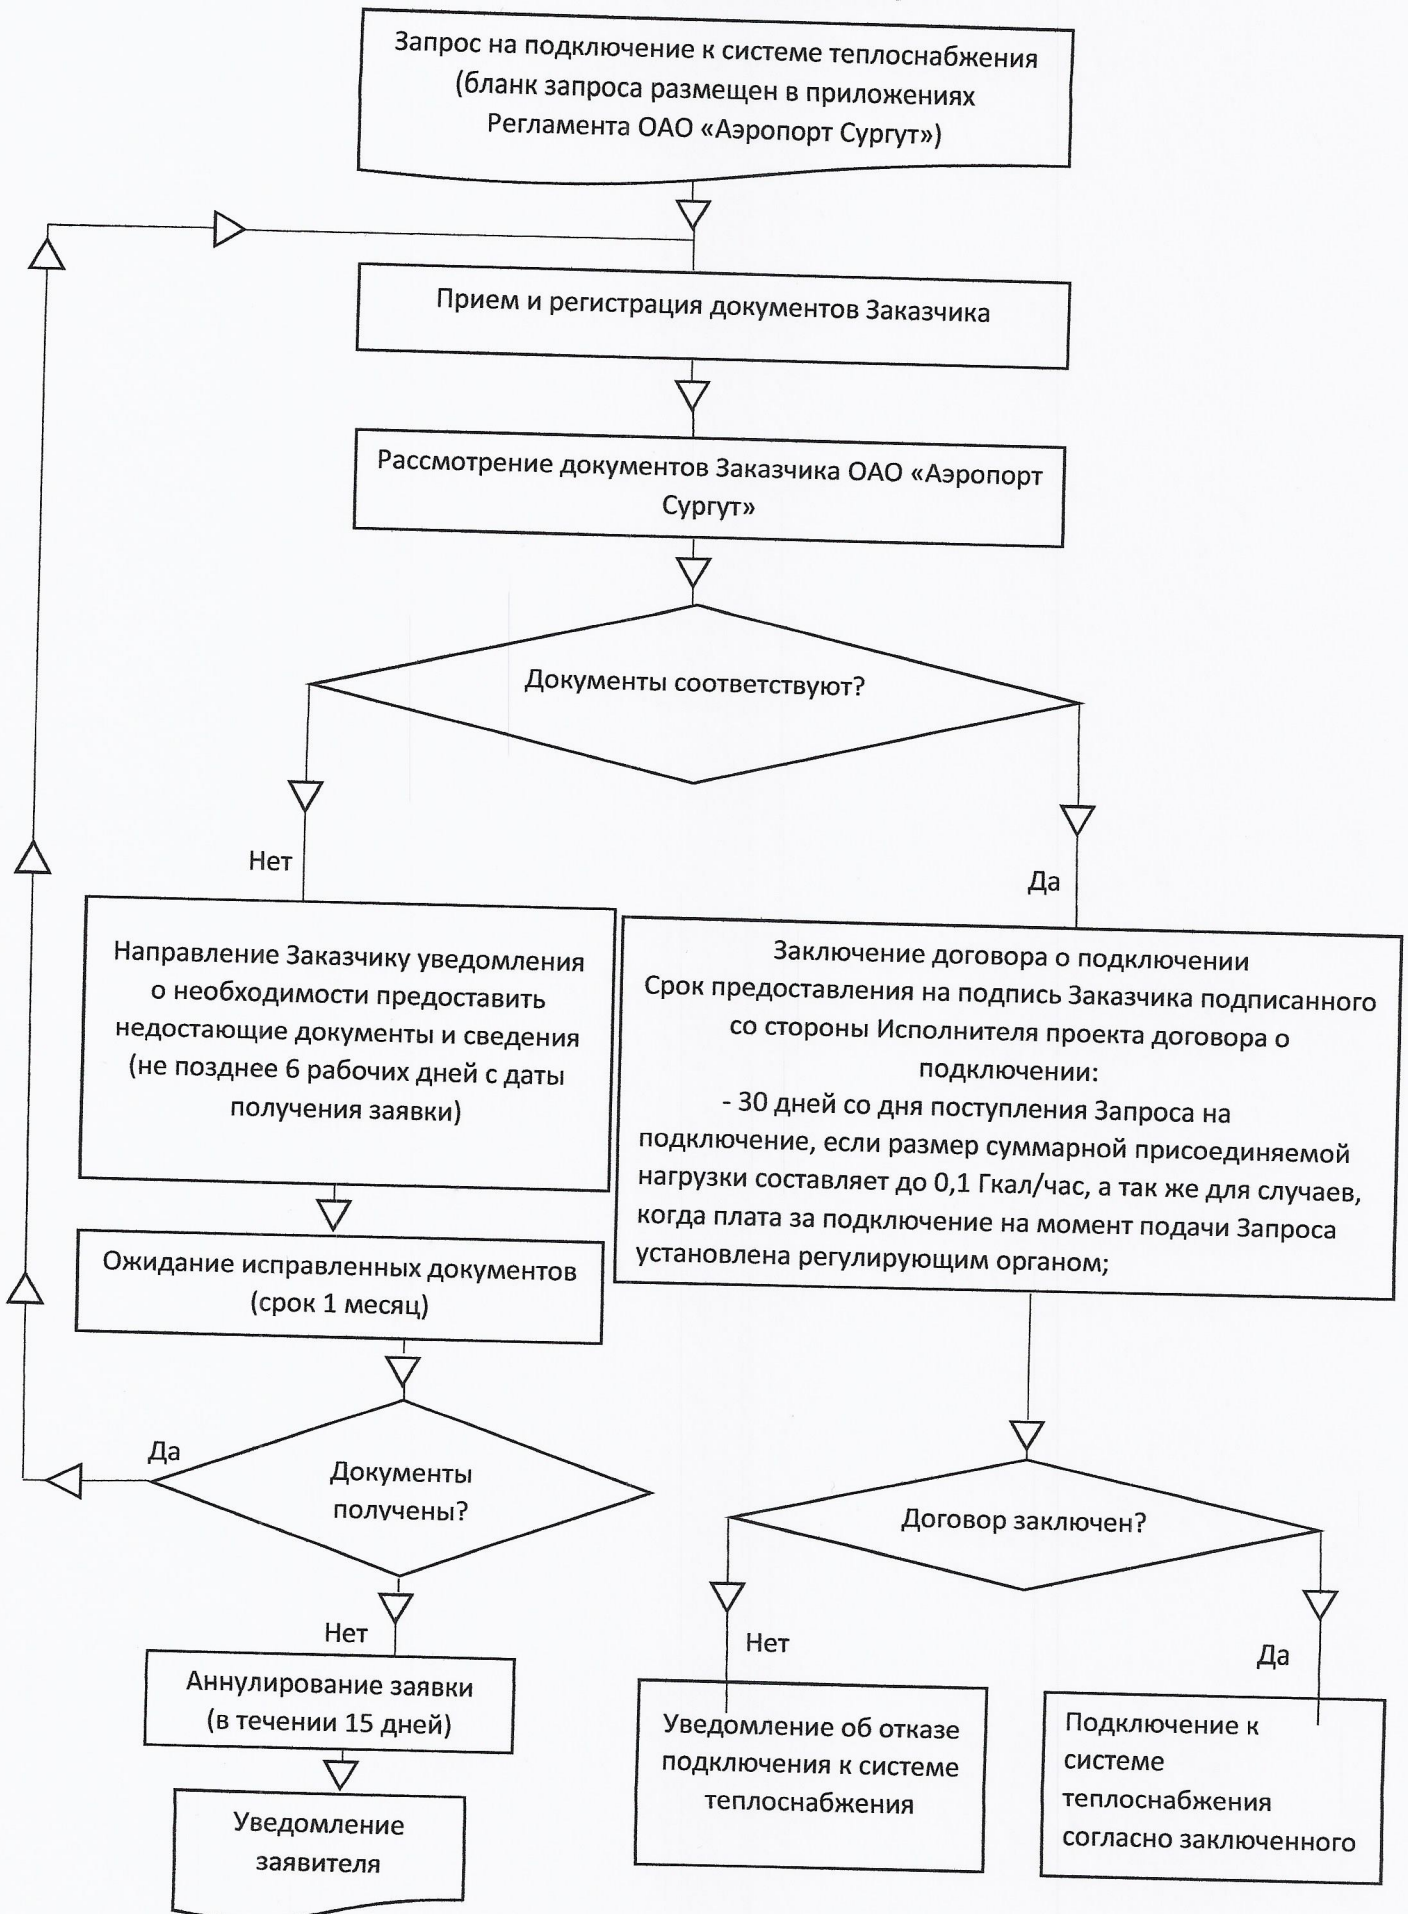 Запрос на подключение к системе теплоснабжения
(бланк запроса размещен в приложениях
Регламента ОАО «Аэропорт Сургут»)
Прием и регистрация документов Заказчика
Рассмотрение документов Заказчика ОАО «Аэропорт
Сургут»
Документы соответствуют?
Нет
Да
Направление Заказчику уведомления
о необходимости предоставить
недостающие документы и сведения
(не позднее 6 рабочих дней с даты
получения заявки)
Заключение договора о подключении
Срок предоставления на подпись Заказчика подписанного
со стороны Исполнителя проекта договора о
подключении:
- 30 дней со дня поступления Запроса на
подключение, если размер суммарной присоединяемой
нагрузки составляет до 0,1 Гкал/час, а так же для случаев,
когда плата за подключение на момент подачи Запроса
установлена регулирующим органом;
Ожидание исправленных документов
(срок 1 месяц)
Да
Документы
получены?
Договор заключен?
Нет
Нет
Да
Аннулирование заявки
(в течении 15 дней)
Уведомление об отказе
подключения к системе
теплоснабжения
Подключение к
системе
теплоснабжения
согласно заключенного
Уведомление
заявителя